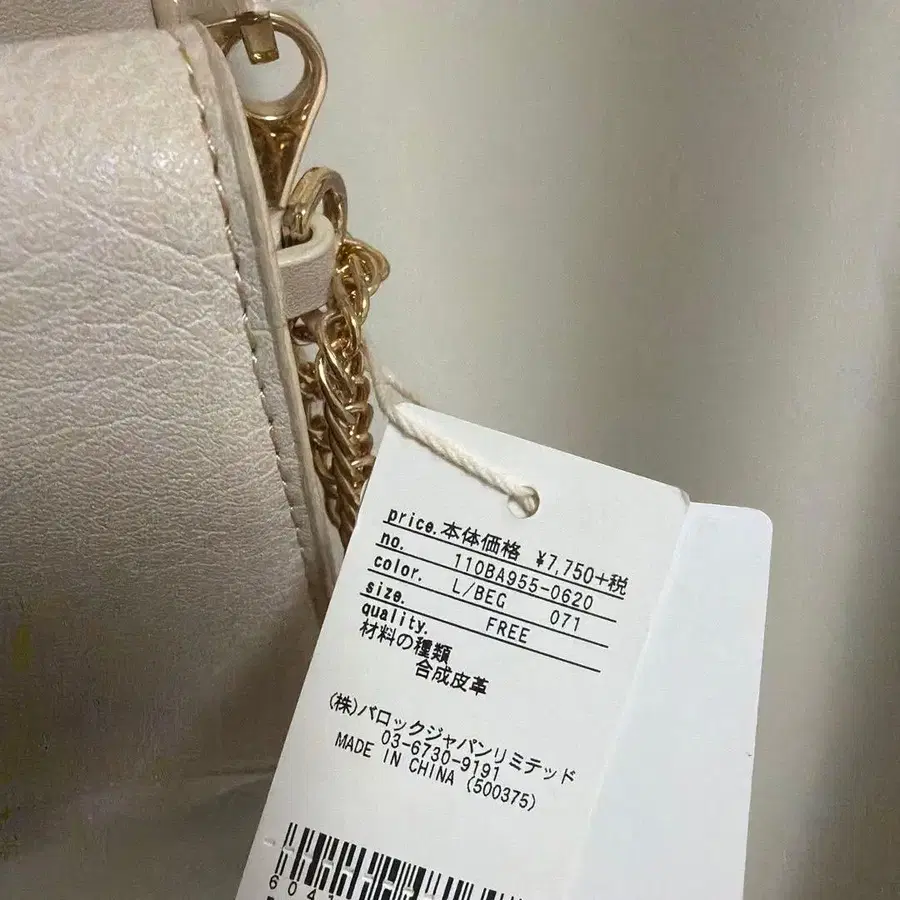 price. 本体価格 ¥7,750+税
no. 110BA955-0620
color. L/BEG 071
size. FREE
quality.
材料の種類
合成皮革
(株)バロックジャパンリミテッド
03-6730-9191
MADE IN CHINA (500375)
604